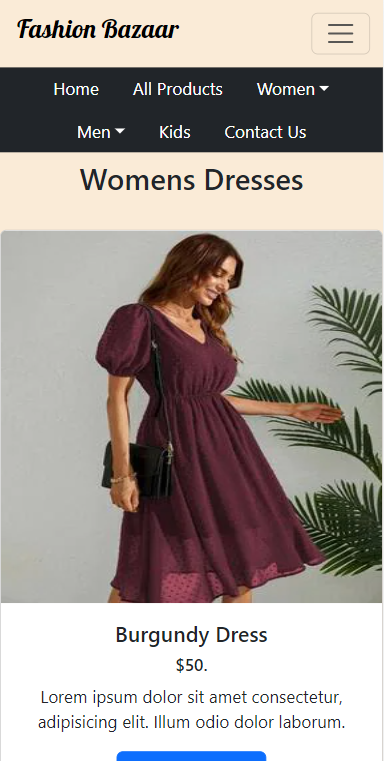 Fashion Bazaar
Home All Products Women
Men Kids Contact Us
Womens Dresses
Burgundy Dress
$50.
Lorem ipsum dolor sit amet consectetur,
adipisicing elit. Illum odio dolor laborum.